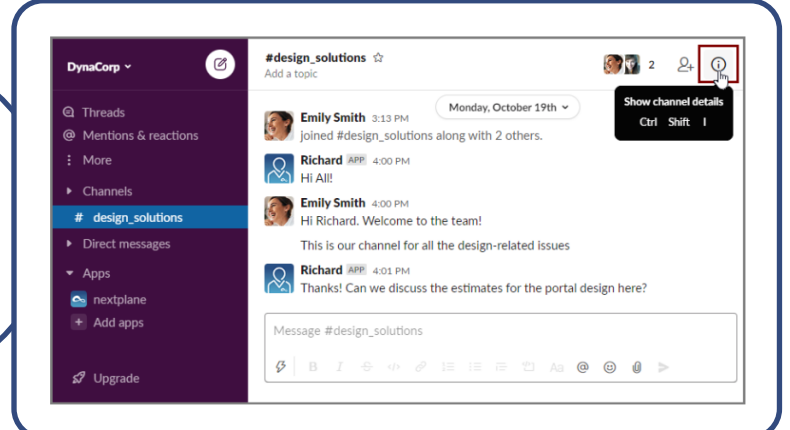 DynaCorp
Threads
@ Mentions & reactions
More
Channels
# design_solutions
Direct messages
Apps
nextplane
+ Add apps
Upgrade
#design_solutions
Add a topic
2
Show channel details
Ctrl Shift I
Monday, October 19th
Emily Smith 3:13 PM
joined #design_solutions along with 2 others.
Richard APP 4:00 PM
Hi All!
Emily Smith 4:00 PM
Hi Richard. Welcome to the team!
This is our channel for all the design-related issues
Richard APP 4:01 PM
Thanks! Can we discuss the estimates for the portal design here?
Message #design_solutions
B I S </> Aa @